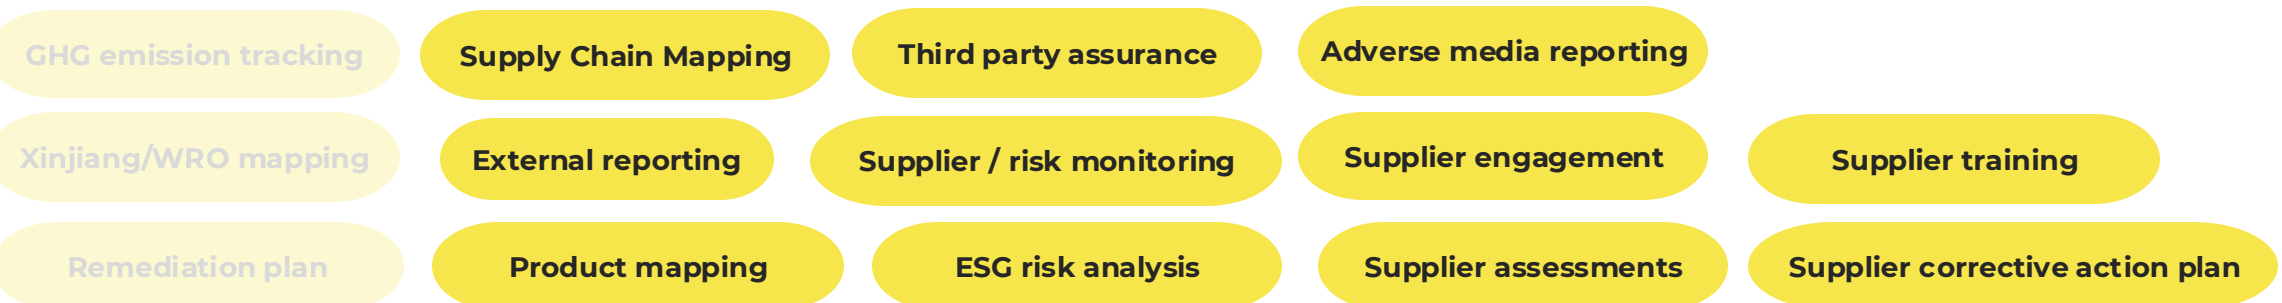 GHG emission tracking
Supply Chain Mapping
Third party assurance
Adverse media reporting
Xinjiang/WRO mapping
External reporting
Supplier / risk monitoring
Supplier engagement
Supplier training
Remediation plan
Product mapping
ESG risk analysis
Supplier assessments
Supplier corrective action plan